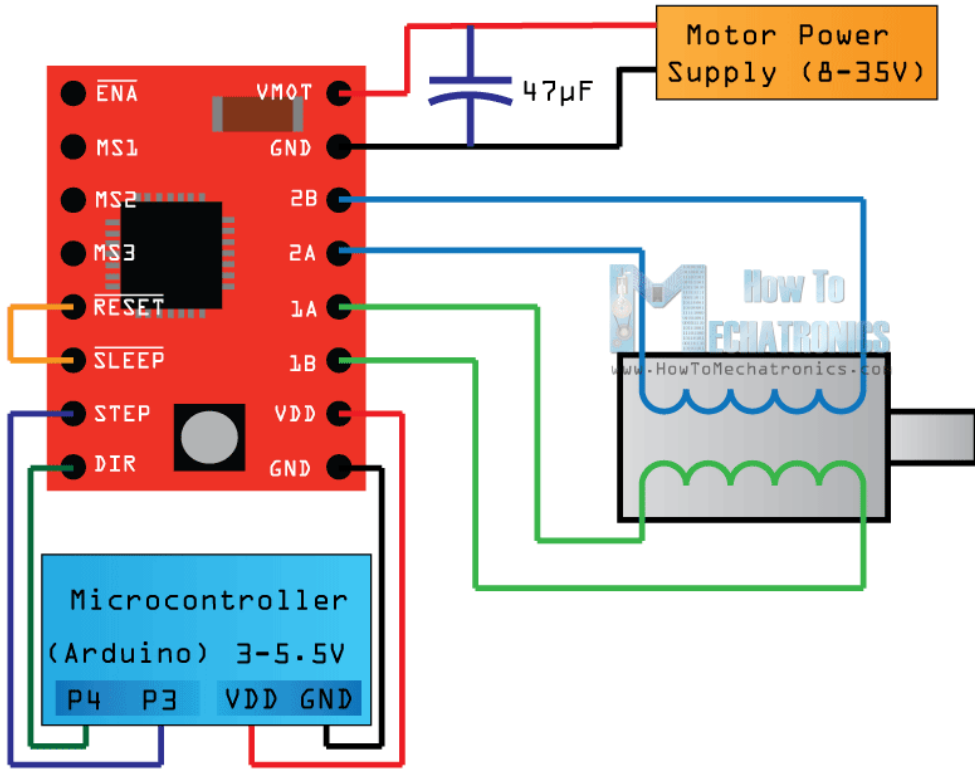 Motor Power
Supply (8-35V)
47µF
ENA
MS1
MS2
MS3
RESET
SLEEP
STEP
DIR
VMOT
GND
2B
2A
1A
1B
VDD
GND
How To
MECHATRONICS
www.HowToMechatronics.com
Microcontroller
(Arduino) 3-5.5V
P4 P3 VDD GND